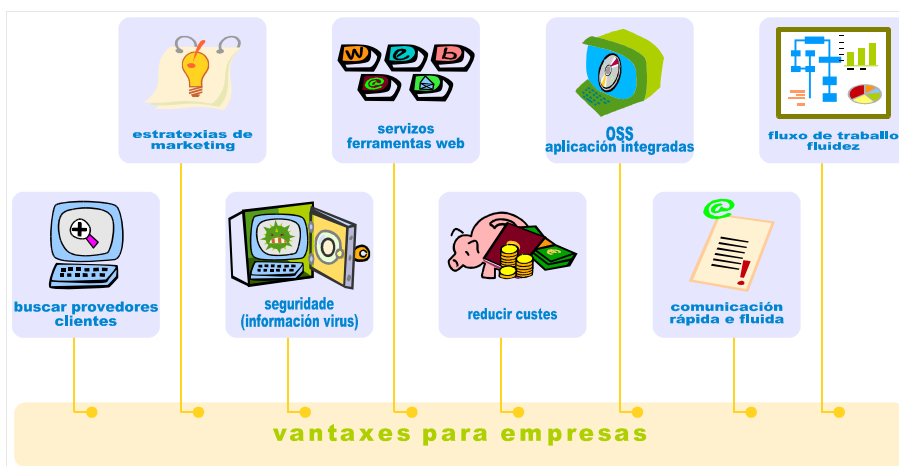 estratexias de
marketing
web
@
servizos
ferramentas web
OSS
aplicación integradas
fluxo de traballo
fluidez
buscar provedores
clientes
seguridade
(información virus)
reducir custes
@
comunicación
rápida e fluida
vantaxes para empresas